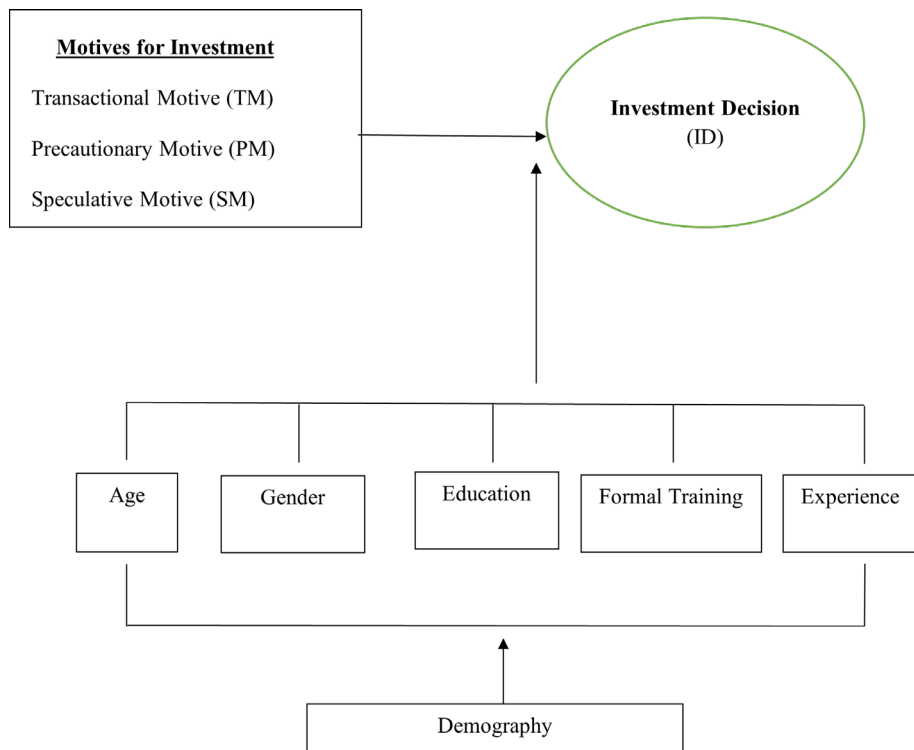 Motives for Investment
Transactional Motive (TM)
Precautionary Motive (PM)
Speculative Motive (SM)
Investment Decision
(ID)
Age
Gender
Education
Formal Training
Experience
Demography